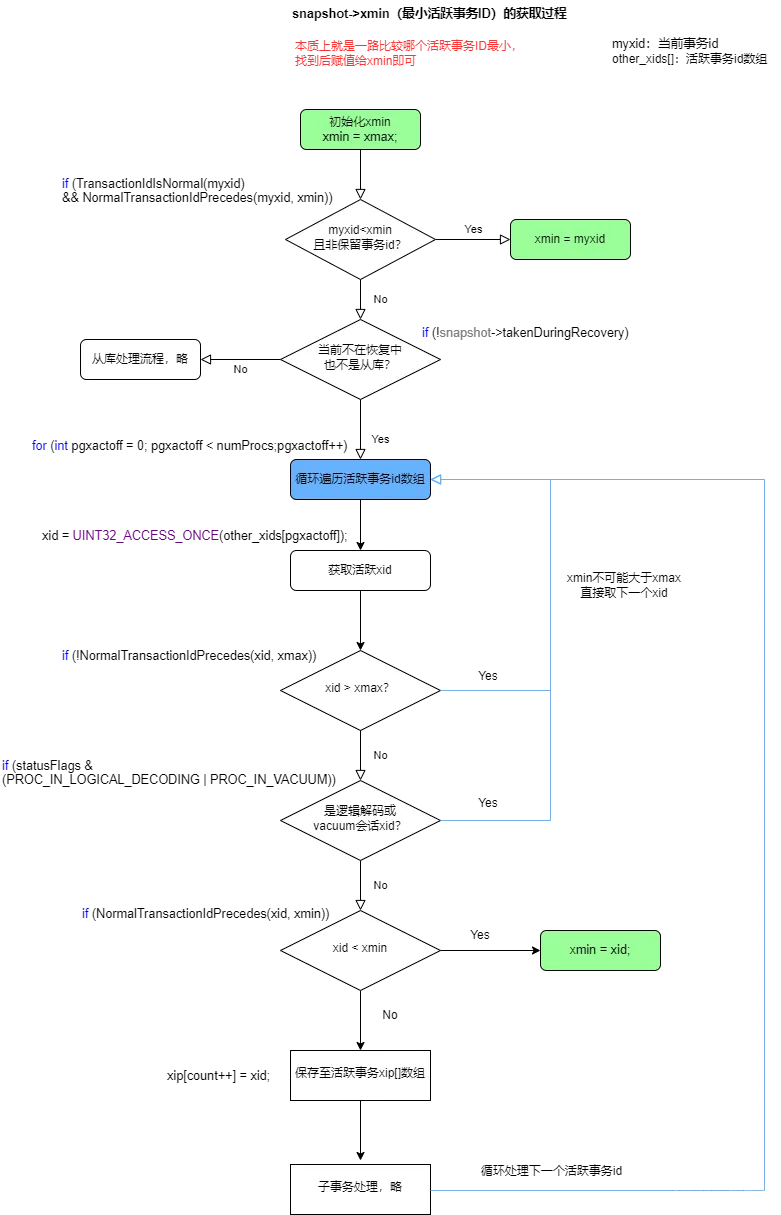 snapshot->xmin（最小活跃事务ID）的获取过程
本质上就是一路比较哪个活跃事务ID最小，
找到后赋值给xmin即可
myxid：当前事务id
other_xids[]：活跃事务id数组
初始化xmin
xmin = xmax;
if (TransactionIdIsNormal(myxid)
&& NormalTransactionIdPrecedes(myxid, xmin))
myxid<xmin
且非保留事务id?
Yes
xmin = myxid
No
if (!snapshot->takenDuringRecovery)
当前不在恢复中
也不是从库?
No
从库处理流程，略
Yes
for (int pgxactoff = 0; pgxactoff < numProcs;pgxactoff++)
循环遍历活跃事务id数组
xid = UINT32_ACCESS_ONCE(other_xids[pgxactoff]);
获取活跃xid
xmin不可能大于xmax
直接取下一个xid
if (!NormalTransactionIdPrecedes(xid, xmax))
xid > xmax?
Yes
No
if (statusFlags &
(PROC_IN_LOGICAL_DECODING | PROC_IN_VACUUM))
是逻辑解码或
vacuum会话xid?
Yes
No
if (NormalTransactionIdPrecedes(xid, xmin))
xid < xmin
Yes
xmin = xid;
No
xip[count++] = xid;
保存至活跃事务xip[]数组
子事务处理，略
循环处理下一个活跃事务id